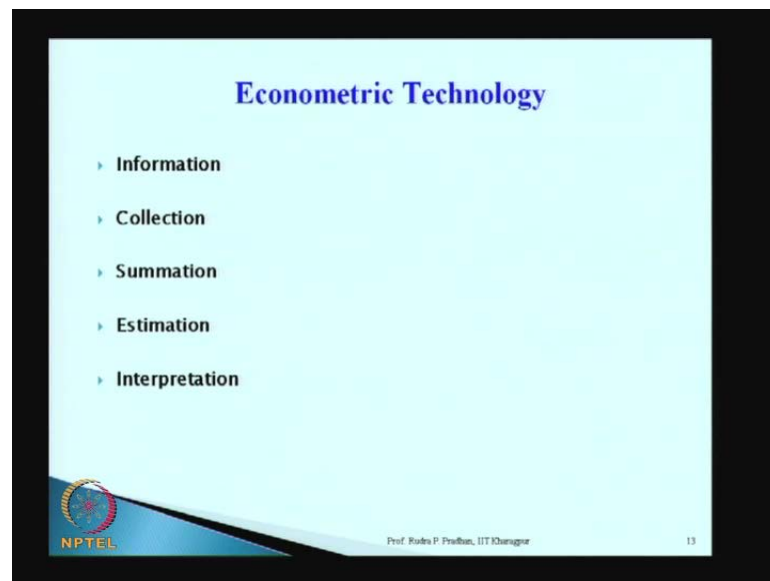 Econometric Technology
Information
Collection
Summation
Estimation
Interpretation
NPTEL
Prof. Rudra P. Pradhan, IIT Kharagpur
13